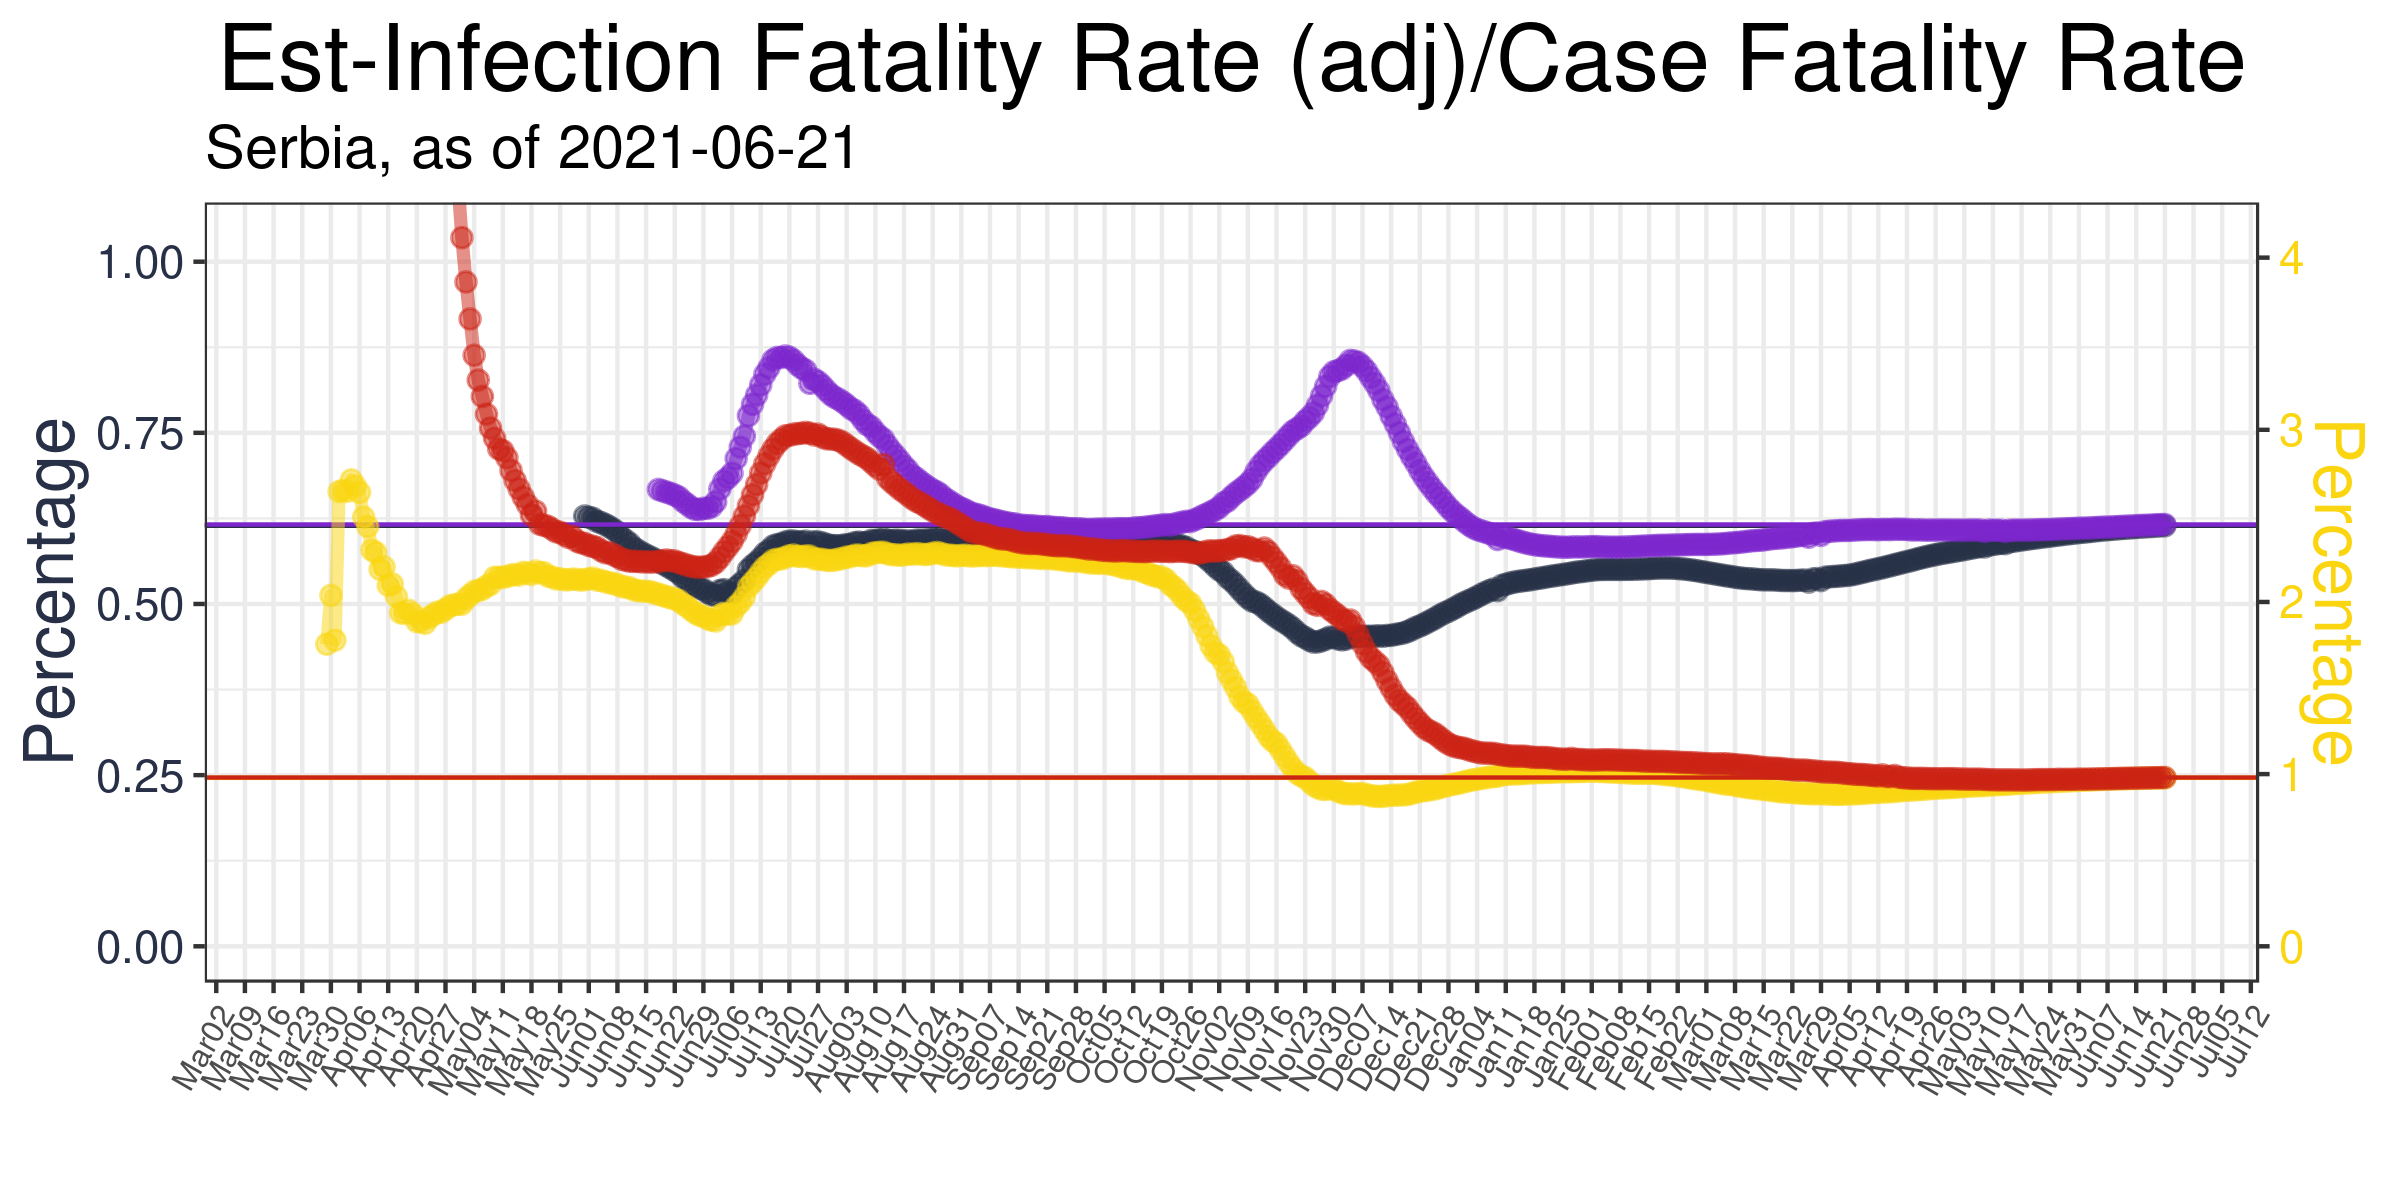 Est-Infection Fatality Rate (adj)/Case Fatality Rate
Serbia, as of 2021-06-21
Percentage
1.00
0.75
0.50
0.25
0.00
4
3
2
1
0
Percentage
Mar02
Mar09
Mar16
Mar23
Mar30
Apr06
Apr13
Apr20
Apr27
May04
May11
May18
May25
Jun01
Jun08
Jun15
Jun22
Jun29
Jul06
Jul13
Jul20
Jul27
Aug03
Aug10
Aug17
Aug24
Aug31
Sep07
Sep14
Sep21
Sep28
Oct05
Oct12
Oct19
Oct26
Nov02
Nov09
Nov16
Nov23
Nov30
Dec07
Dec14
Dec21
Dec28
Jan04
Jan11
Jan18
Jan25
Feb01
Feb08
Feb15
Feb22
Mar01
Mar08
Mar15
Mar22
Mar29
Apr05
Apr12
Apr19
Apr26
May03
May10
May17
May24
May31
Jun07
Jun14
Jun21
Jun28
Jul05
Jul12